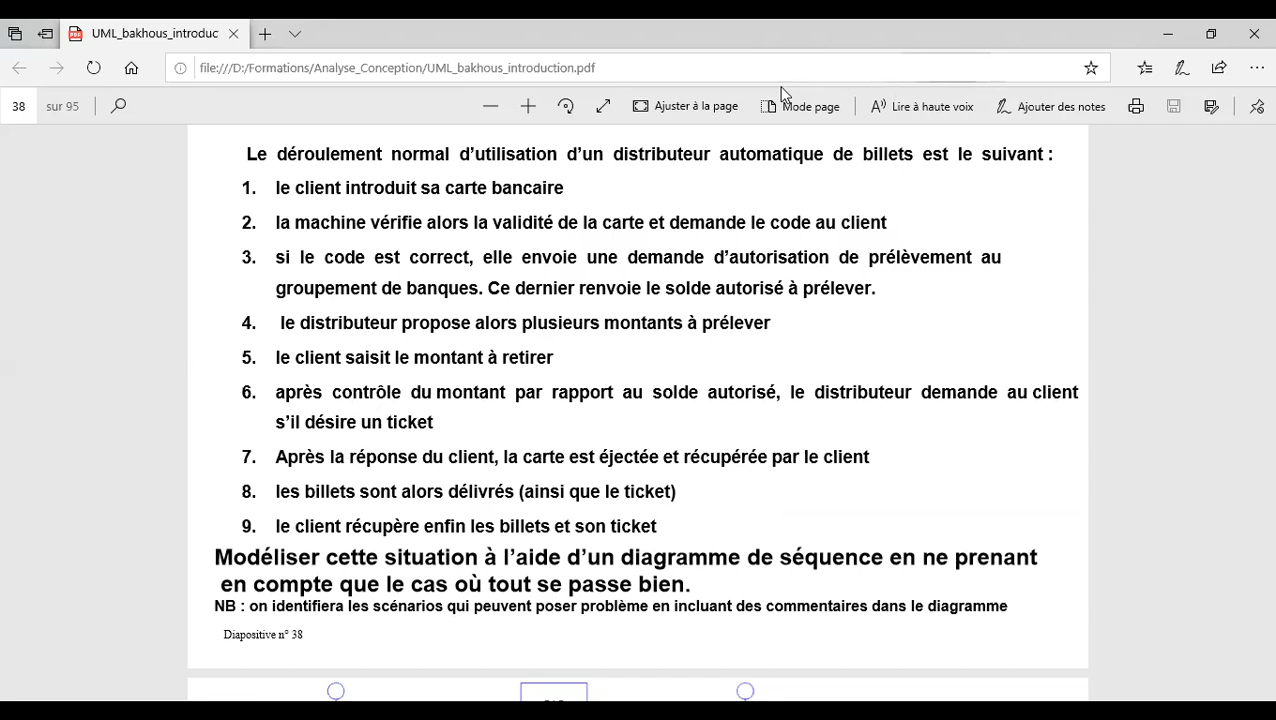 UML_bakhous_introduc
file:///D:/Formations/Analyse_Conception/UML_bakhous_introduction.pdf
38 sur 95 Ajuster à la page Mode page Lire à haute voix Ajouter des notes
Le déroulement normal d'utilisation d'un distributeur automatique de billets est le suivant :
1. le client introduit sa carte bancaire
2. la machine vérifie alors la validité de la carte et demande le code au client
3. si le code est correct, elle envoie une demande d'autorisation de prélèvement au
groupement de banques. Ce dernier renvoie le solde autorisé à prélever.
4. le distributeur propose alors plusieurs montants à prélever
5. le client saisit le montant à retirer
6. après contrôle du montant par rapport au solde autorisé, le distributeur demande au client
s'il désire un ticket
7. Après la réponse du client, la carte est éjectée et récupérée par le client
8. les billets sont alors délivrés (ainsi que le ticket)
9. le client récupère enfin les billets et son ticket
Modéliser cette situation à l'aide d'un diagramme de séquence en ne prenant
en compte que le cas où tout se passe bien.
NB : on identifiera les scénarios qui peuvent poser problème en incluant des commentaires dans le diagramme
Diapositive n° 38